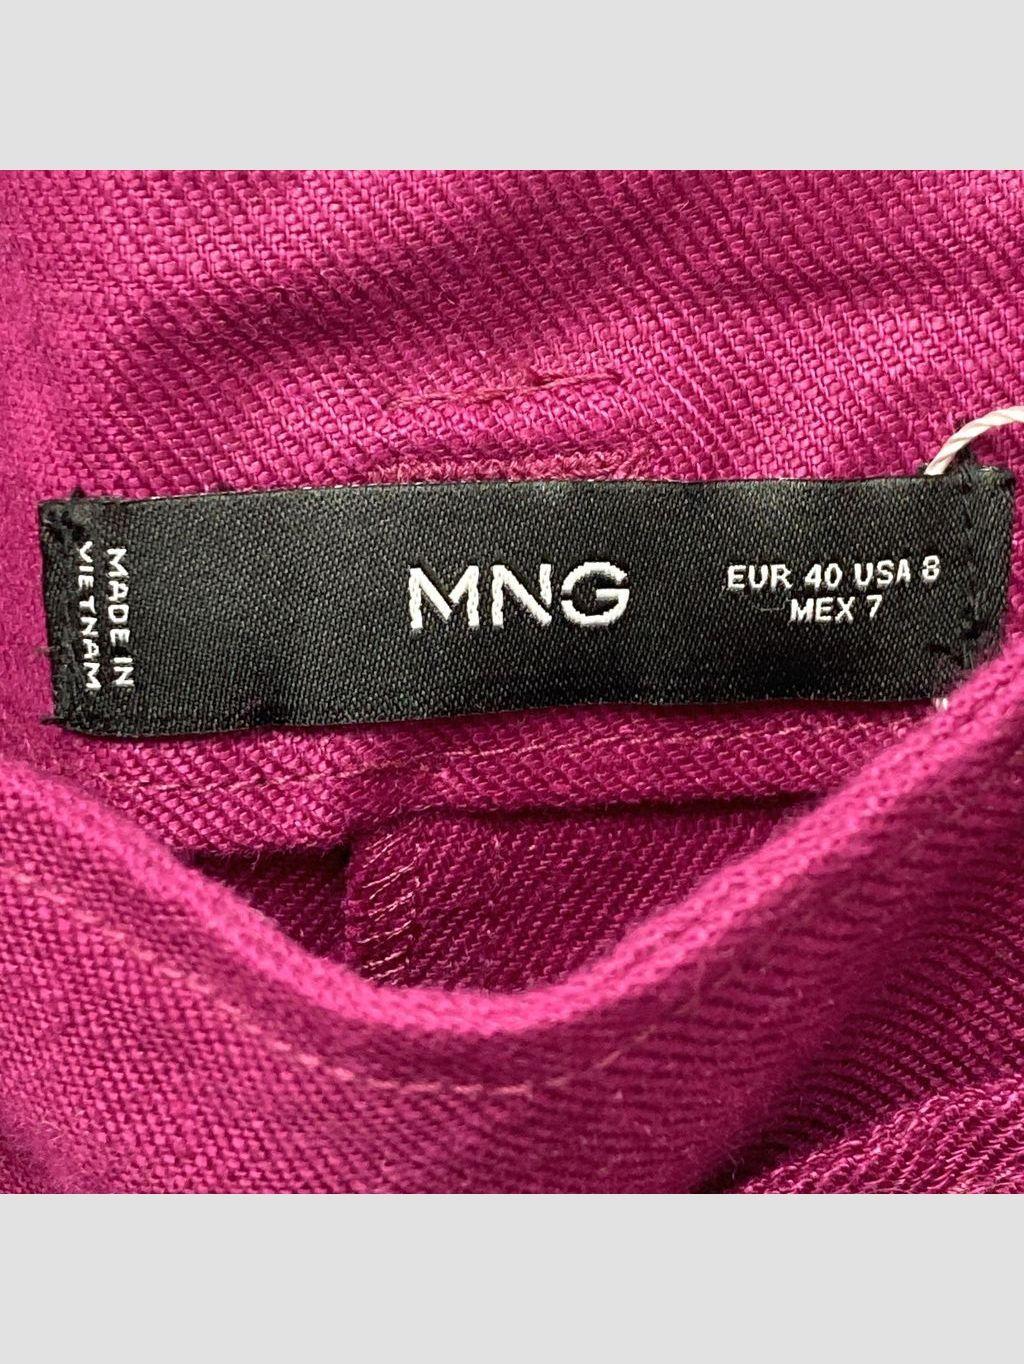 MADE IN
VIETNAM
MNG
EUR 40 USA 8
MEX 7